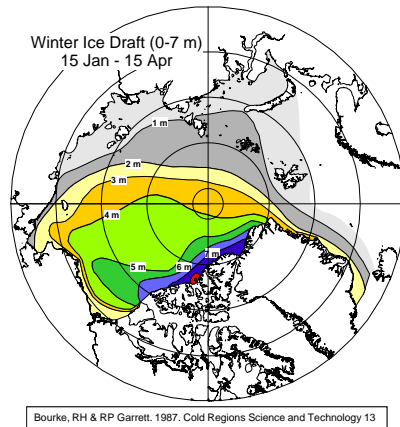 Winter Ice Draft (0-7 m)
15 Jan - 15 Apr
1 m
2 m
3 m
4 m
5 m
6 m
7 m
Bourke, RH & RP Garrett. 1987. Cold Regions Science and Technology 13